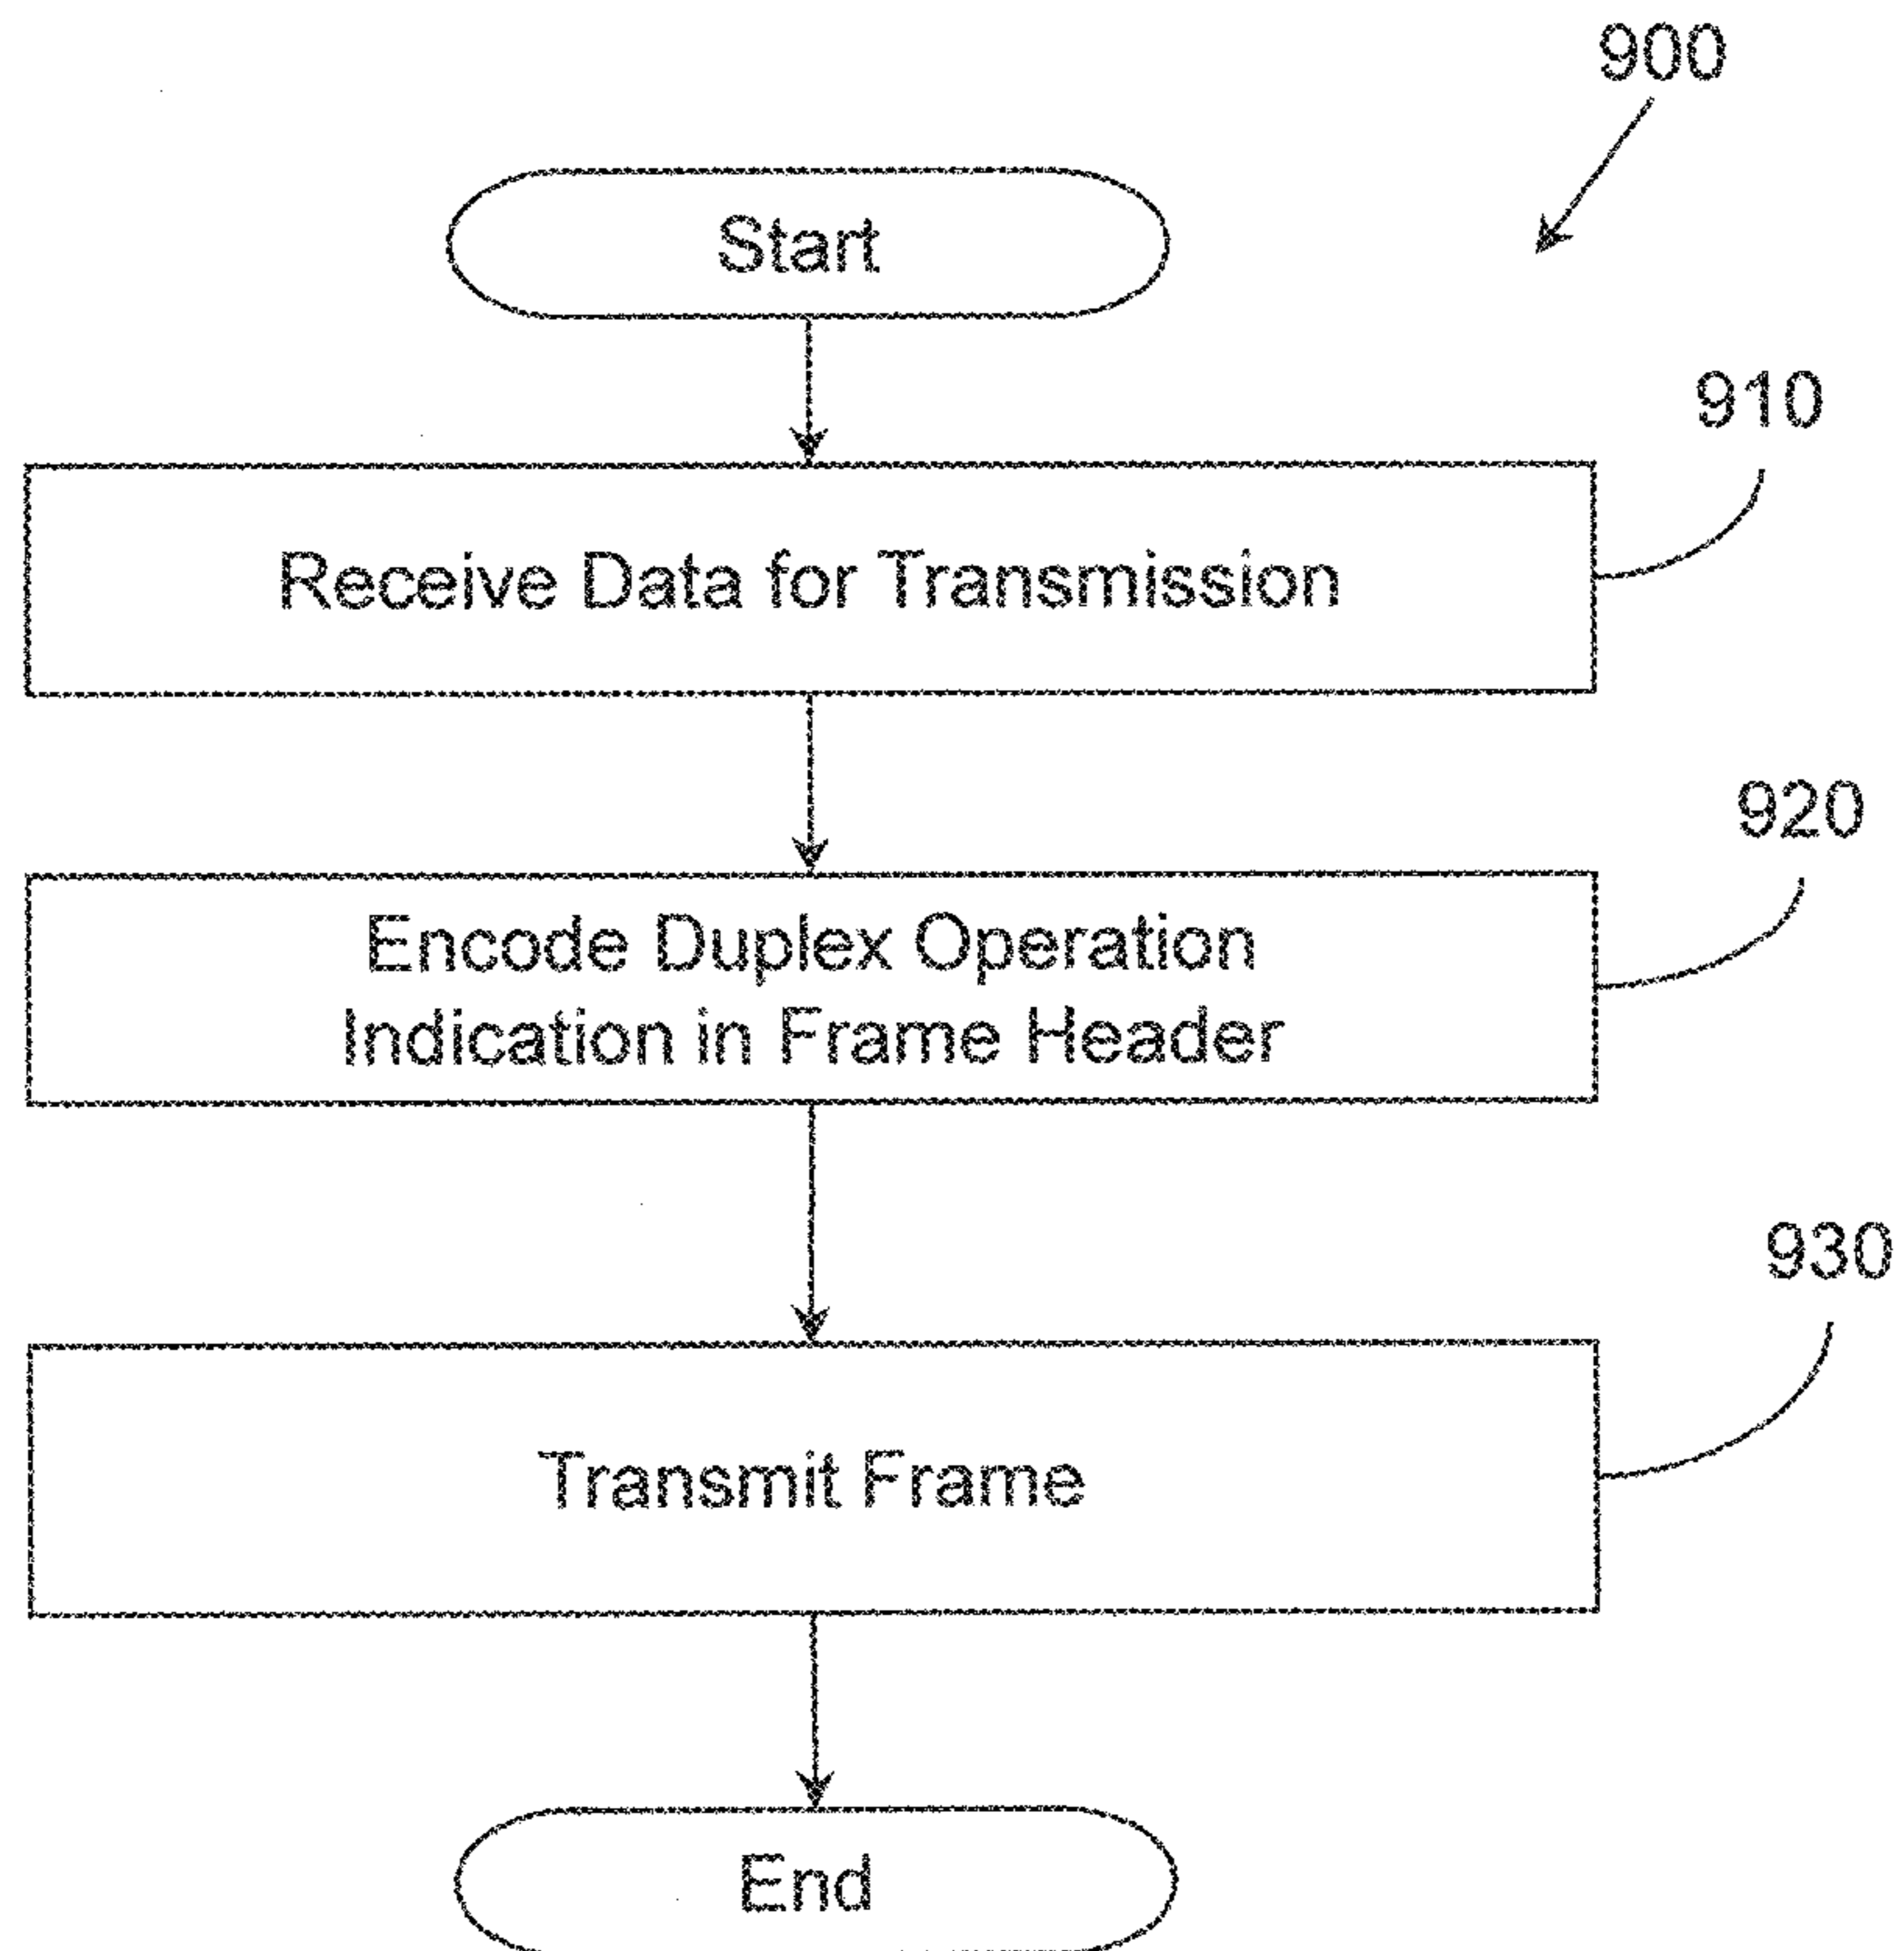 900
Start
910
Receive Data for Transmission
920
Encode Duplex Operation
Indication in Frame Header
930
Transmit Frame
End